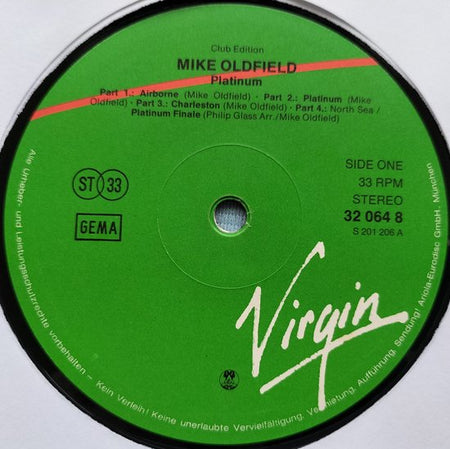 Club Edition
MIKE OLDFIELD
Platinum
Part 1.: Airborne (Mike Oldfield) · Part 2.: Platinum (Mike
Oldfield) · Part 3.: Charleston (Mike Oldfield) · Part 4.: North Sea /
Platinum Finale (Philip Glass Arr./Mike Oldfield)
ST 33
GEMA
SIDE ONE
33 RPM
STEREO
32 064 8
S 201 206 A
Virgin
Alle Urheber- und Leistungsschutzrechte vorbehalten – Kein Verleih! Keine unerlaubte Vervielfältigung, Vermietung, Aufführung, Sendung! Ariola-Eurodisc GmbH, München